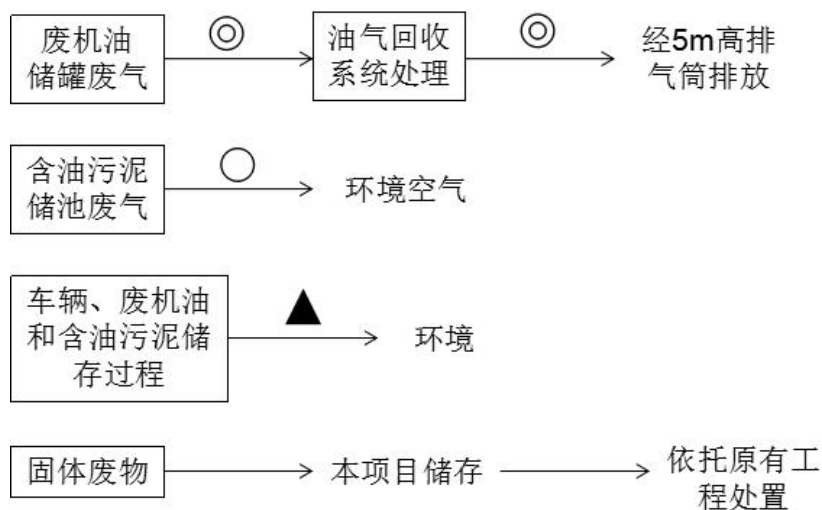 废机油
储罐废气
油气回收
系统处理
经5m高排
气筒排放
含油污泥
储池废气
环境空气
车辆、废机油
和含油污泥储
存过程
环境
固体废物
本项目储存
依托原有工
程处置